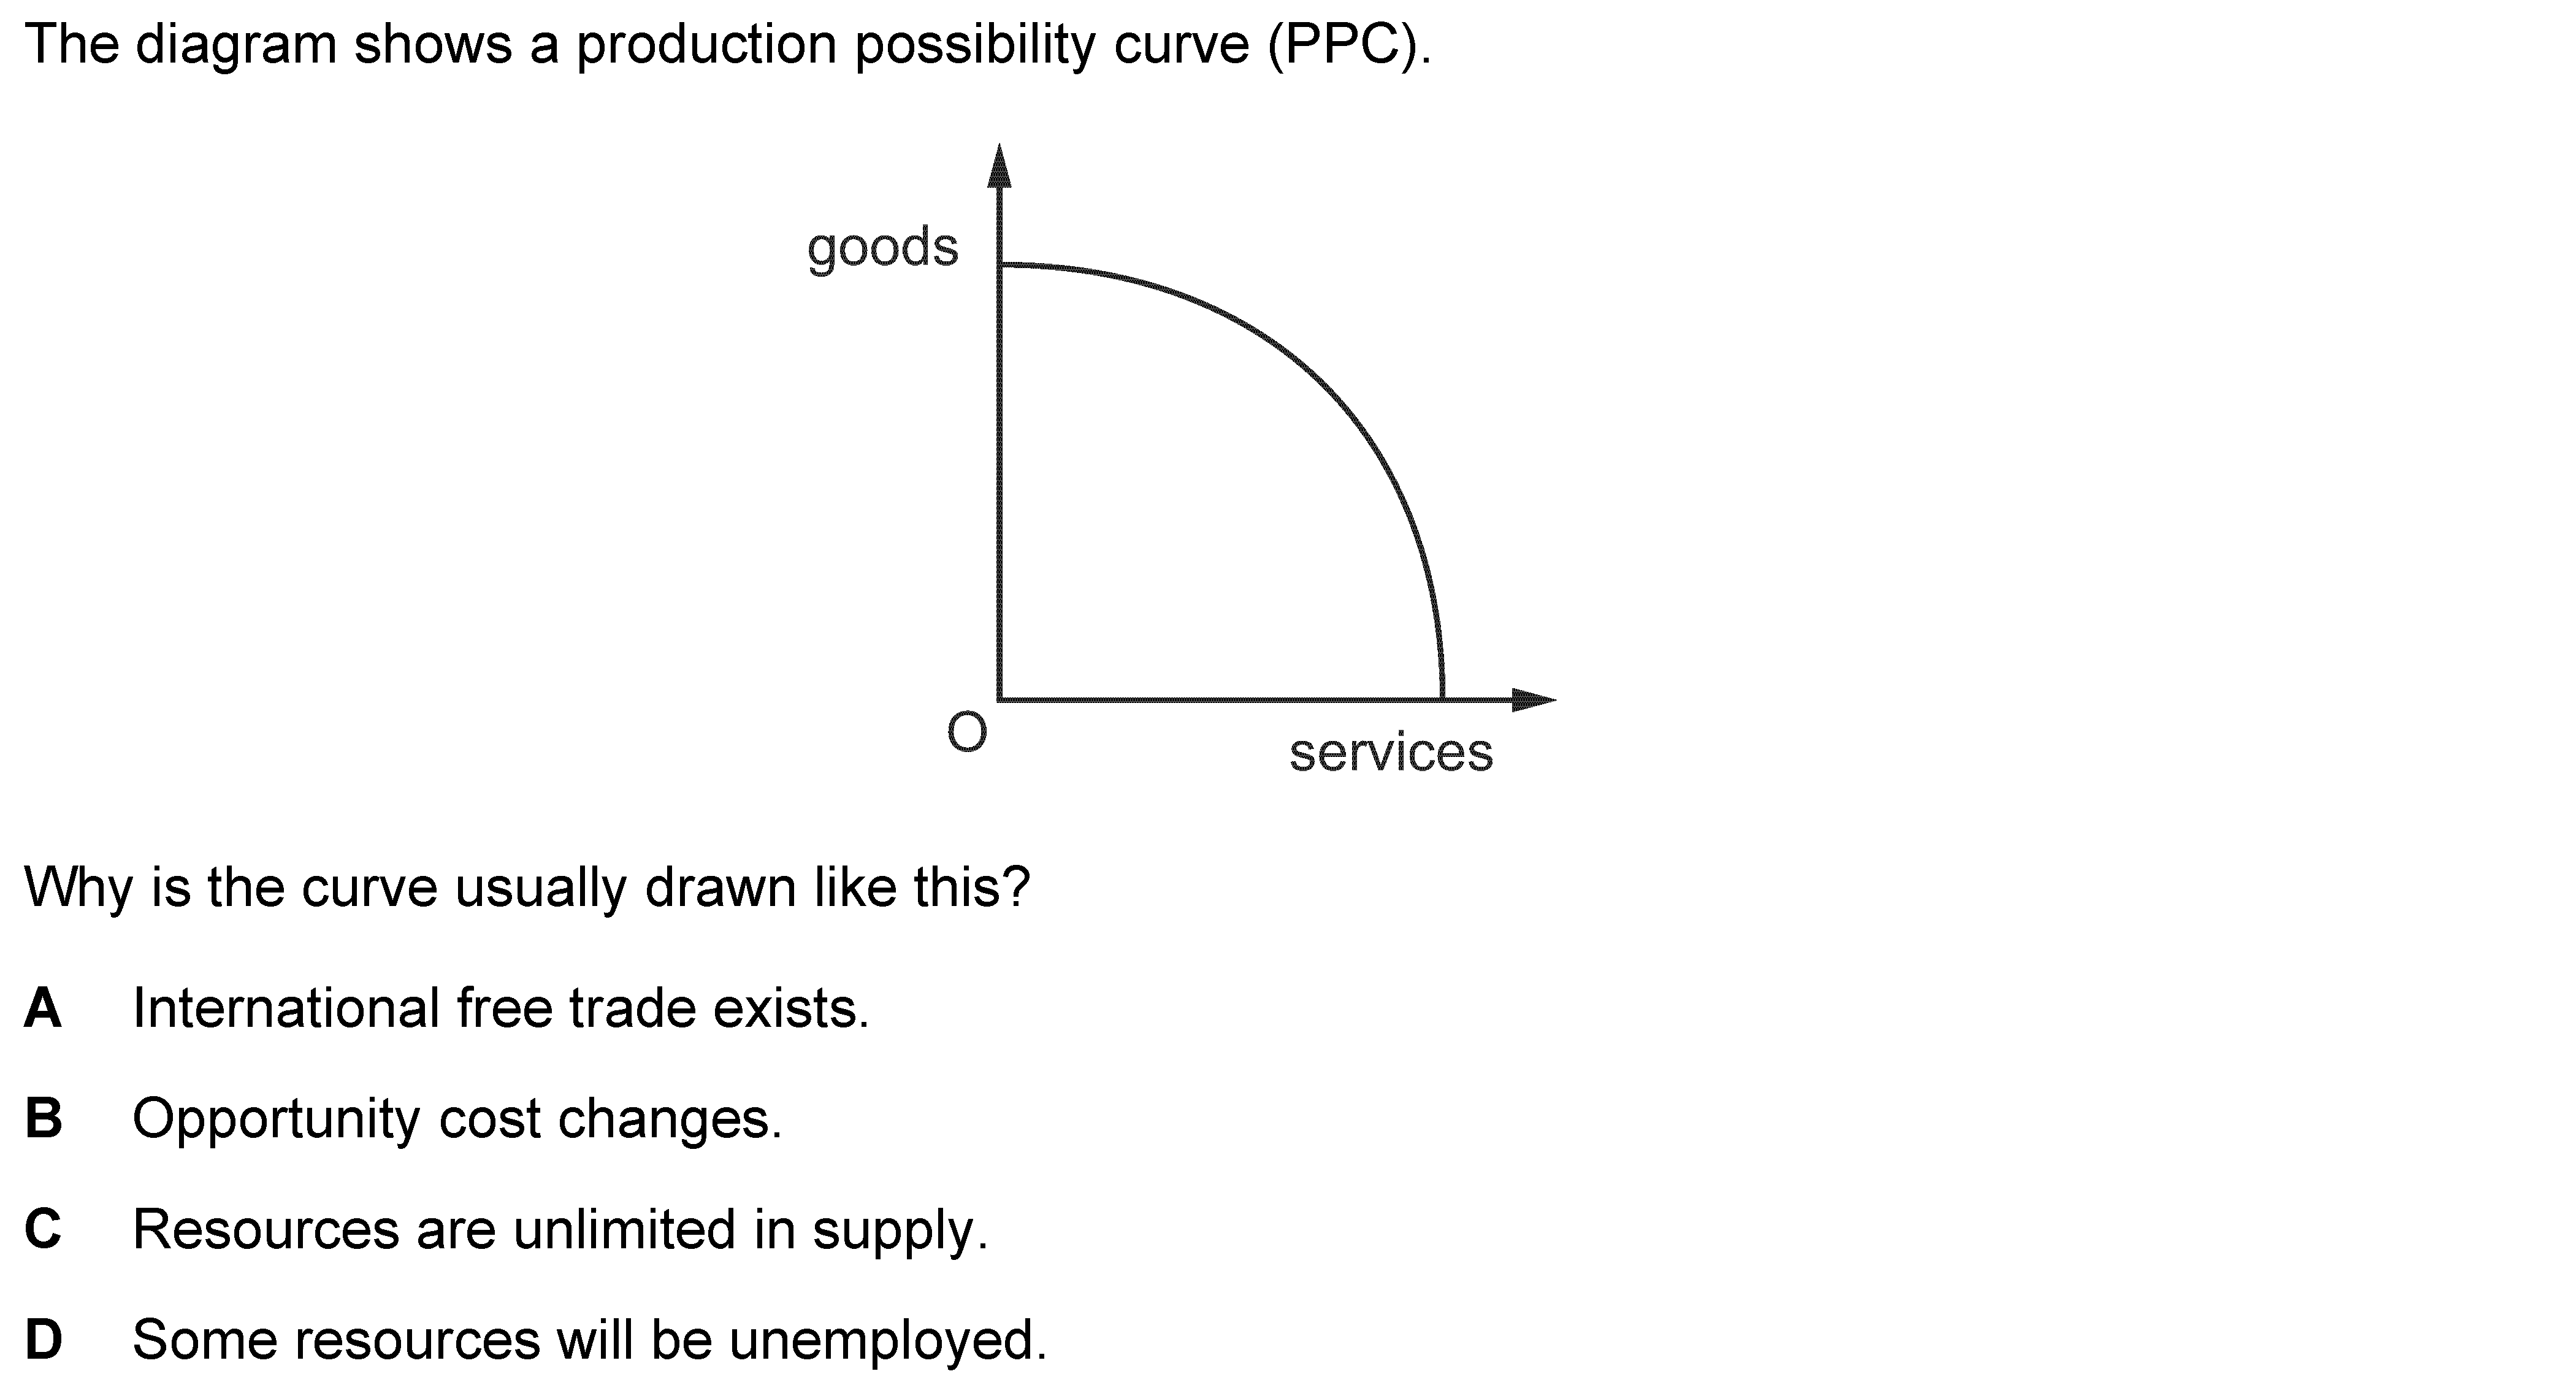 The diagram shows a production possibility curve (PPC).
goods
O
services
Why is the curve usually drawn like this?
A International free trade exists.
B Opportunity cost changes.
C Resources are unlimited in supply.
D Some resources will be unemployed.